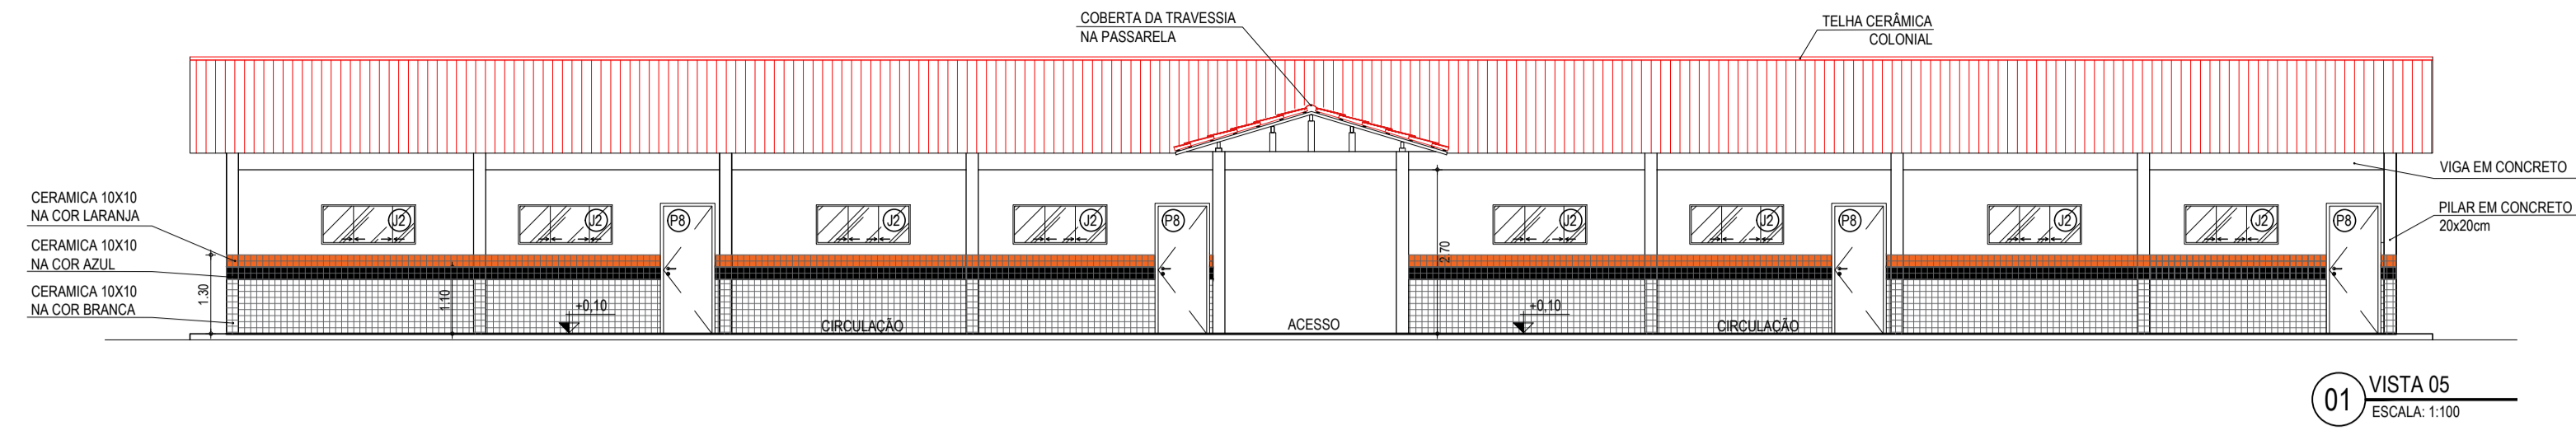 COBERTA DA TRAVESSIA
NA PASSARELA
TELHA CERÂMICA
COLONIAL
CERAMICA 10X10
NA COR LARANJA
CERAMICA 10X10
NA COR AZUL
CERAMICA 10X10
NA COR BRANCA
VIGA EM CONCRETO
PILAR EM CONCRETO
20x20cm
J2
J2
P8
J2
J2
P8
J2
J2
P8
J2
J2
P8
1.30
1.10
2.70
+0,10
+0,10
CIRCULAÇÃO
ACESSO
CIRCULAÇÃO
01
VISTA 05
ESCALA: 1:100